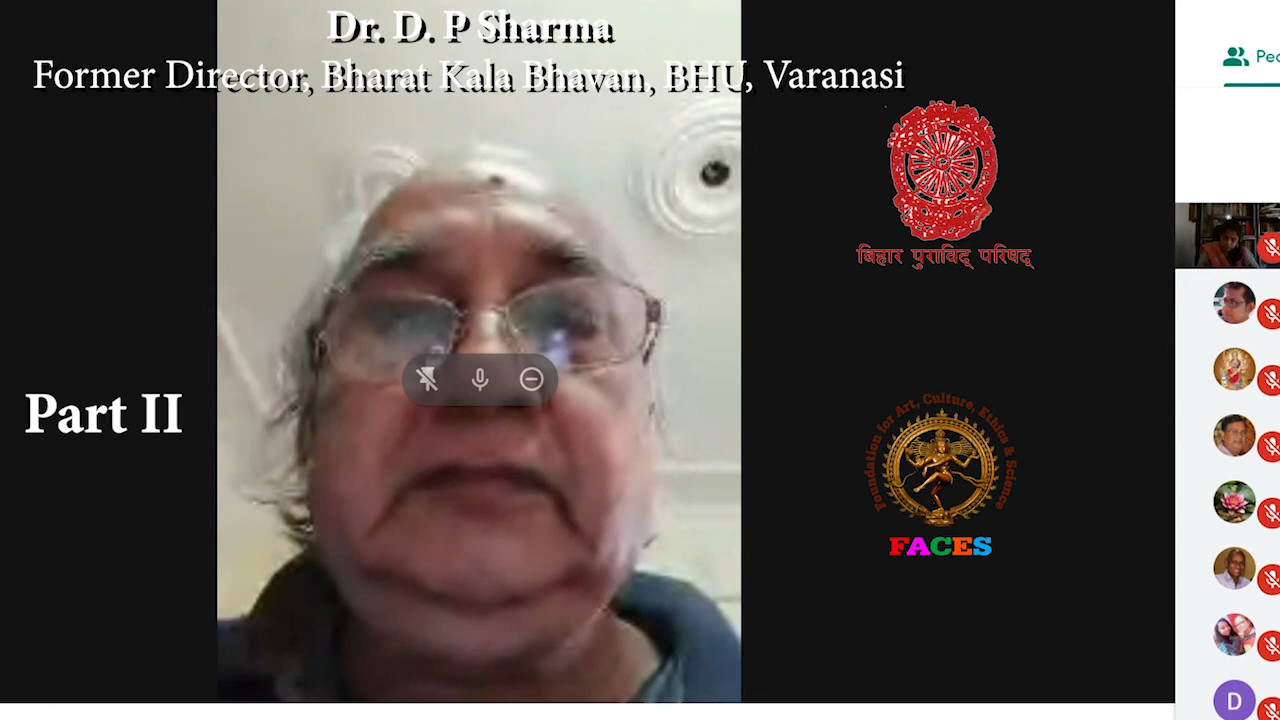 Dr. D. P Sharma
Former Director, Bharat Kala Bhavan, BHU, Varanasi
Peo
बिहार पुराविद् परिषद्
Part II
Foundation for Art, Culture, Ethics & Science
FACES
D